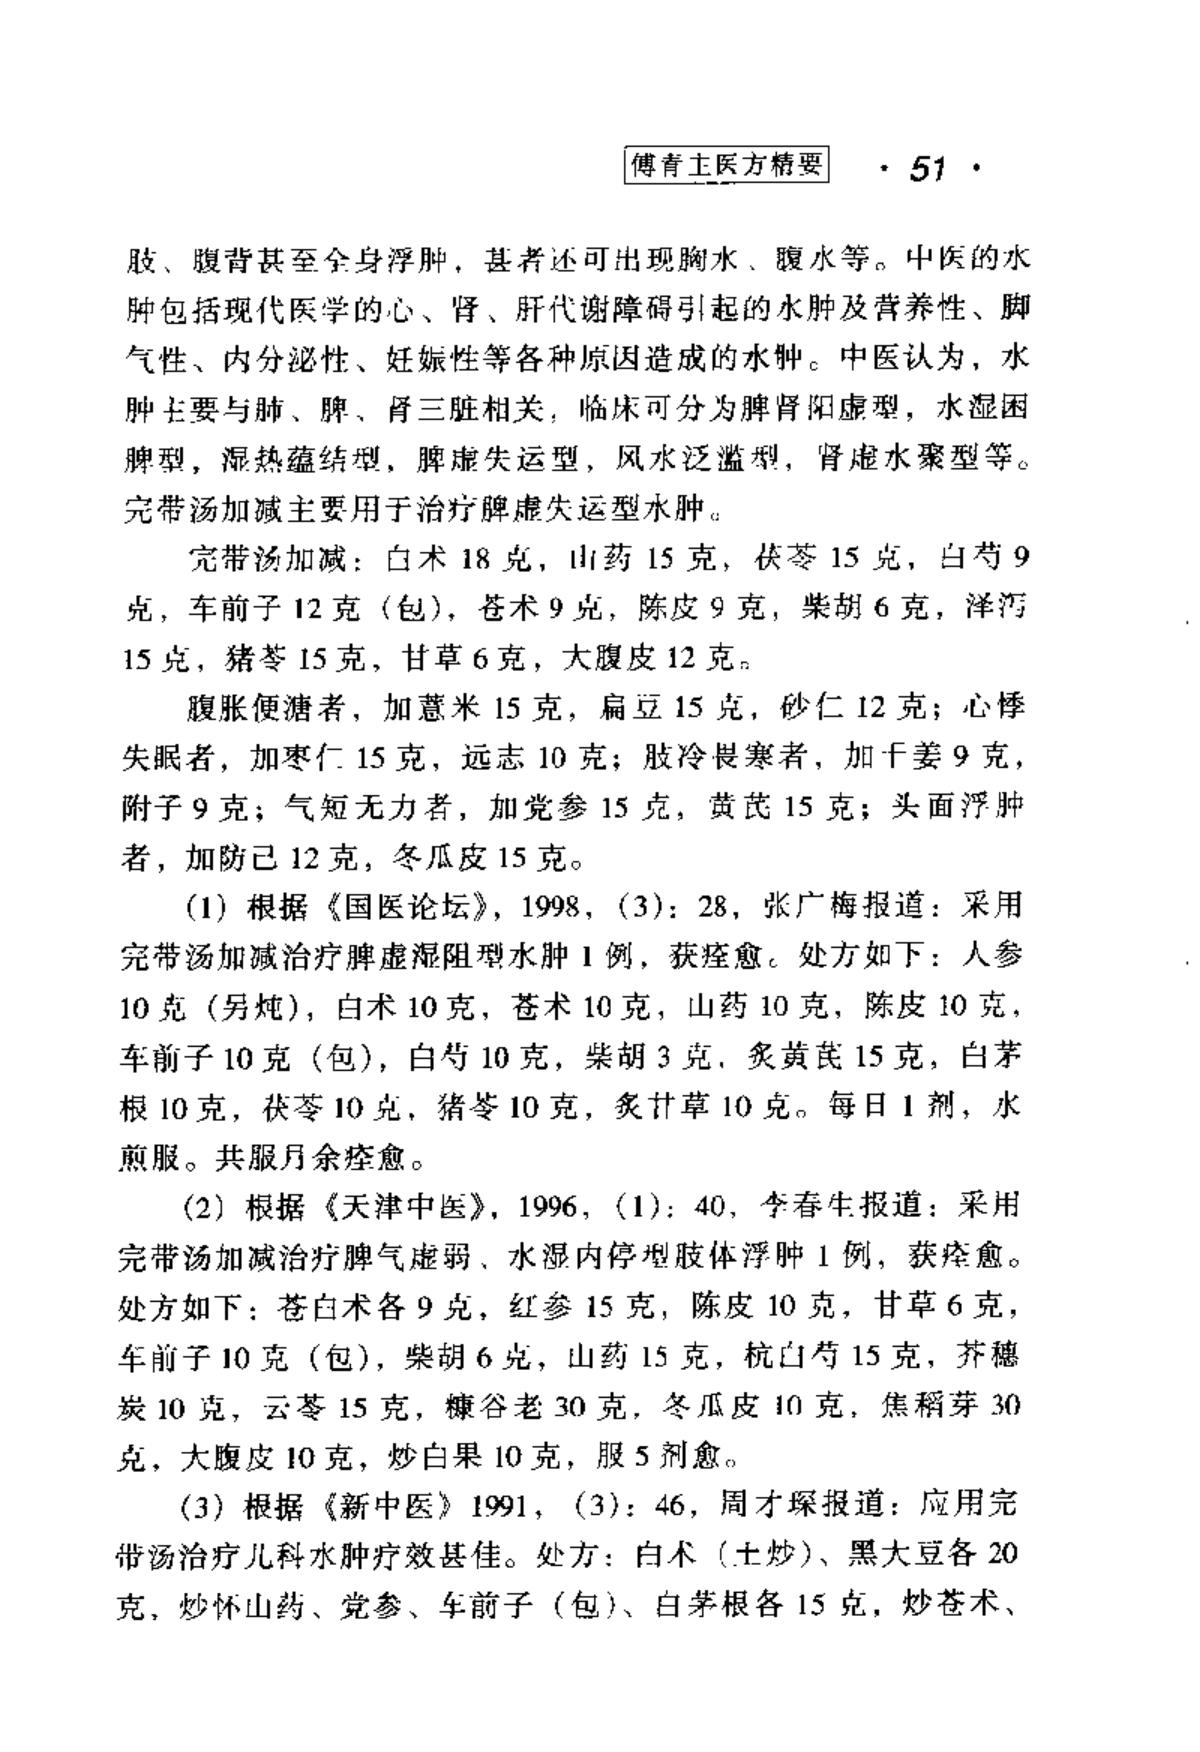 傅青主医方精要 · 51 ·
肢、腹背甚至全身浮肿，甚者还可出现胸水、腹水等。中医的水
肿包括现代医学的心、肾、肝代谢障碍引起的水肿及营养性、脚
气性、内分泌性、妊娠性等各种原因造成的水肿。中医认为，水
肿主要与肺、脾、肾三脏相关，临床可分为脾肾阳虚型，水湿困
脾型，湿热蕴结型，脾虚失运型，风水泛滥型，肾虚水聚型等。
完带汤加减主要用于治疗脾虚失运型水肿。
完带汤加减：白术 18 克，山药 15 克，茯苓 15 克，白芍 9
克，车前子 12 克（包），苍术 9 克，陈皮 9 克，柴胡 6 克，泽泻
15 克，猪苓 15 克，甘草 6 克，大腹皮 12 克。
腹胀便溏者，加薏米 15 克，扁豆 15 克，砂仁 12 克；心悸
失眠者，加枣仁 15 克，远志 10 克；肢冷畏寒者，加干姜 9 克，
附子 9 克；气短无力者，加党参 15 克，黄芪 15 克；头面浮肿
者，加防己 12 克，冬瓜皮 15 克。
（1）根据《国医论坛》，1998，（3）：28，张广梅报道：采用
完带汤加减治疗脾虚湿阻型水肿 1 例，获痊愈。处方如下：人参
10 克（另炖），白术 10 克，苍术 10 克，山药 10 克，陈皮 10 克，
车前子 10 克（包），白芍 10 克，柴胡 3 克，炙黄芪 15 克，白茅
根 10 克，茯苓 10 克，猪苓 10 克，炙甘草 10 克。每日 1 剂，水
煎服。共服月余痊愈。
（2）根据《天津中医》，1996，（1）：40，李春生报道：采用
完带汤加减治疗脾气虚弱、水湿内停型肢体浮肿 1 例，获痊愈。
处方如下：苍白术各 9 克，红参 15 克，陈皮 10 克，甘草 6 克，
车前子 10 克（包），柴胡 6 克，山药 15 克，杭白芍 15 克，芥穗
炭 10 克，云苓 15 克，糠谷老 30 克，冬瓜皮 10 克，焦稻芽 30
克，大腹皮 10 克，炒白果 10 克，服 5 剂愈。
（3）根据《新中医》1991，（3）：46，周才琛报道：应用完
带汤治疗儿科水肿疗效甚佳。处方：白术（土炒）、黑大豆各 20
克，炒怀山药、党参、车前子（包）、白茅根各 15 克，炒苍术、